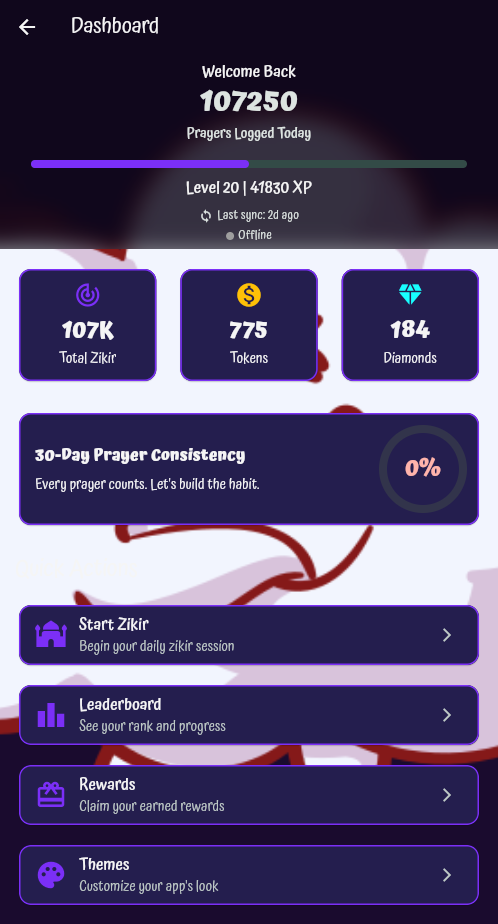 Dashboard
Welcome Back
107250
Prayers Logged Today
Level 20 | 41830 XP
Last sync: 2d ago
Offline
107K
Total Zikir
775
Tokens
184
Diamonds
30-Day Prayer Consistency
Every prayer counts. Let's build the habit.
0%
Start Zikir
Begin your daily zikir session
Leaderboard
See your rank and progress
Rewards
Claim your earned rewards
Themes
Customize your app's look